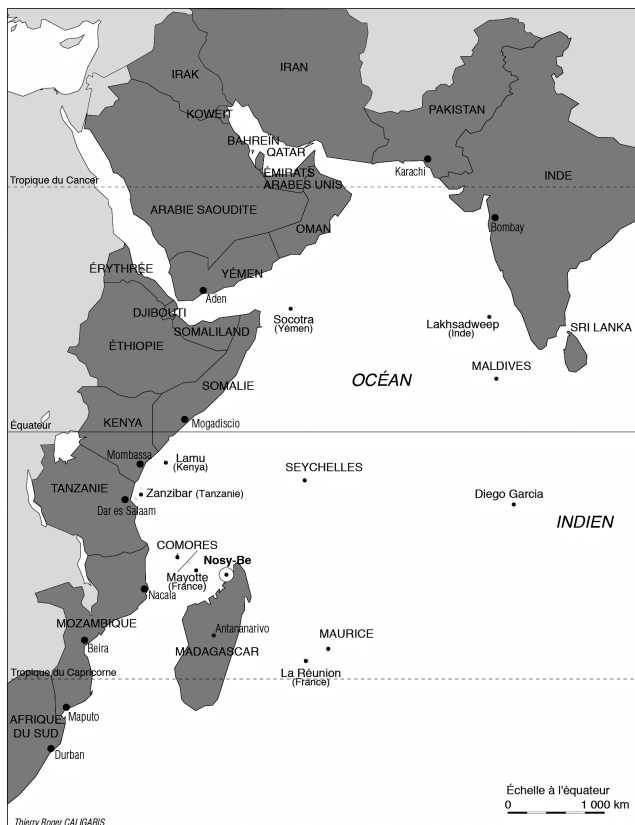 IRAK
IRAN
KOWEIT
PAKISTAN
BAHREÏN
QATAR
ÉMIRATS
ARABES UNIS
Karachi
INDE
Tropique du Cancer
ARABIE SAOUDITE
OMAN
Bombay
ÉRYTHRÉE
YÉMEN
Aden
DJIBOUTI
Socotra
(Yémen)
Lakhsadweep
(Inde)
SRI LANKA
SOMALILAND
ÉTHIOPIE
MALDIVES
OCÉAN
SOMALIE
Équateur
KENYA
Mogadiscio
Mombassa
Lamu
(Kenya)
SEYCHELLES
TANZANIE
Zanzibar (Tanzanie)
Dar es Salaam
Diego Garcia
INDIEN
COMORES
Nosy-Be
Mayotte
(France)
Nacala
MOZAMBIQUE
Antananarivo
MAURICE
Beira
MADAGASCAR
La Réunion
(France)
Tropique du Capricorne
AFRIQUE
DU SUD
Maputo
Durban
Échelle à l'équateur
0 1 000 km
Thierry Roger CALIGARIS